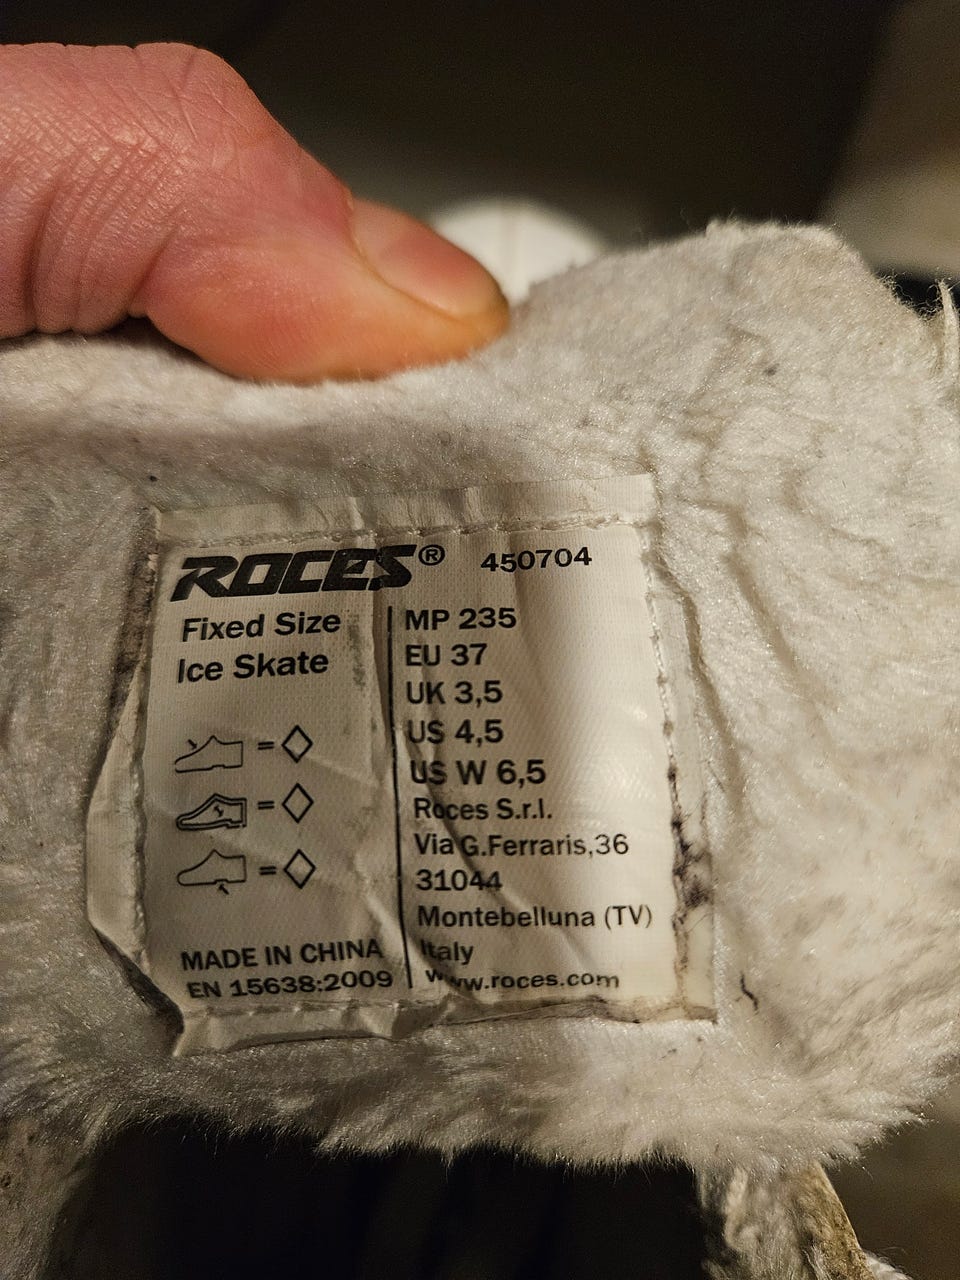 ROCES® 450704
Fixed Size
Ice Skate
= ◇
= ◇
= ◇
MADE IN CHINA
EN 15638:2009
MP 235
EU 37
UK 3,5
US 4,5
US W 6,5
Roces S.r.l.
Via G.Ferraris,36
31044
Montebelluna (TV)
Italy
www.roces.com